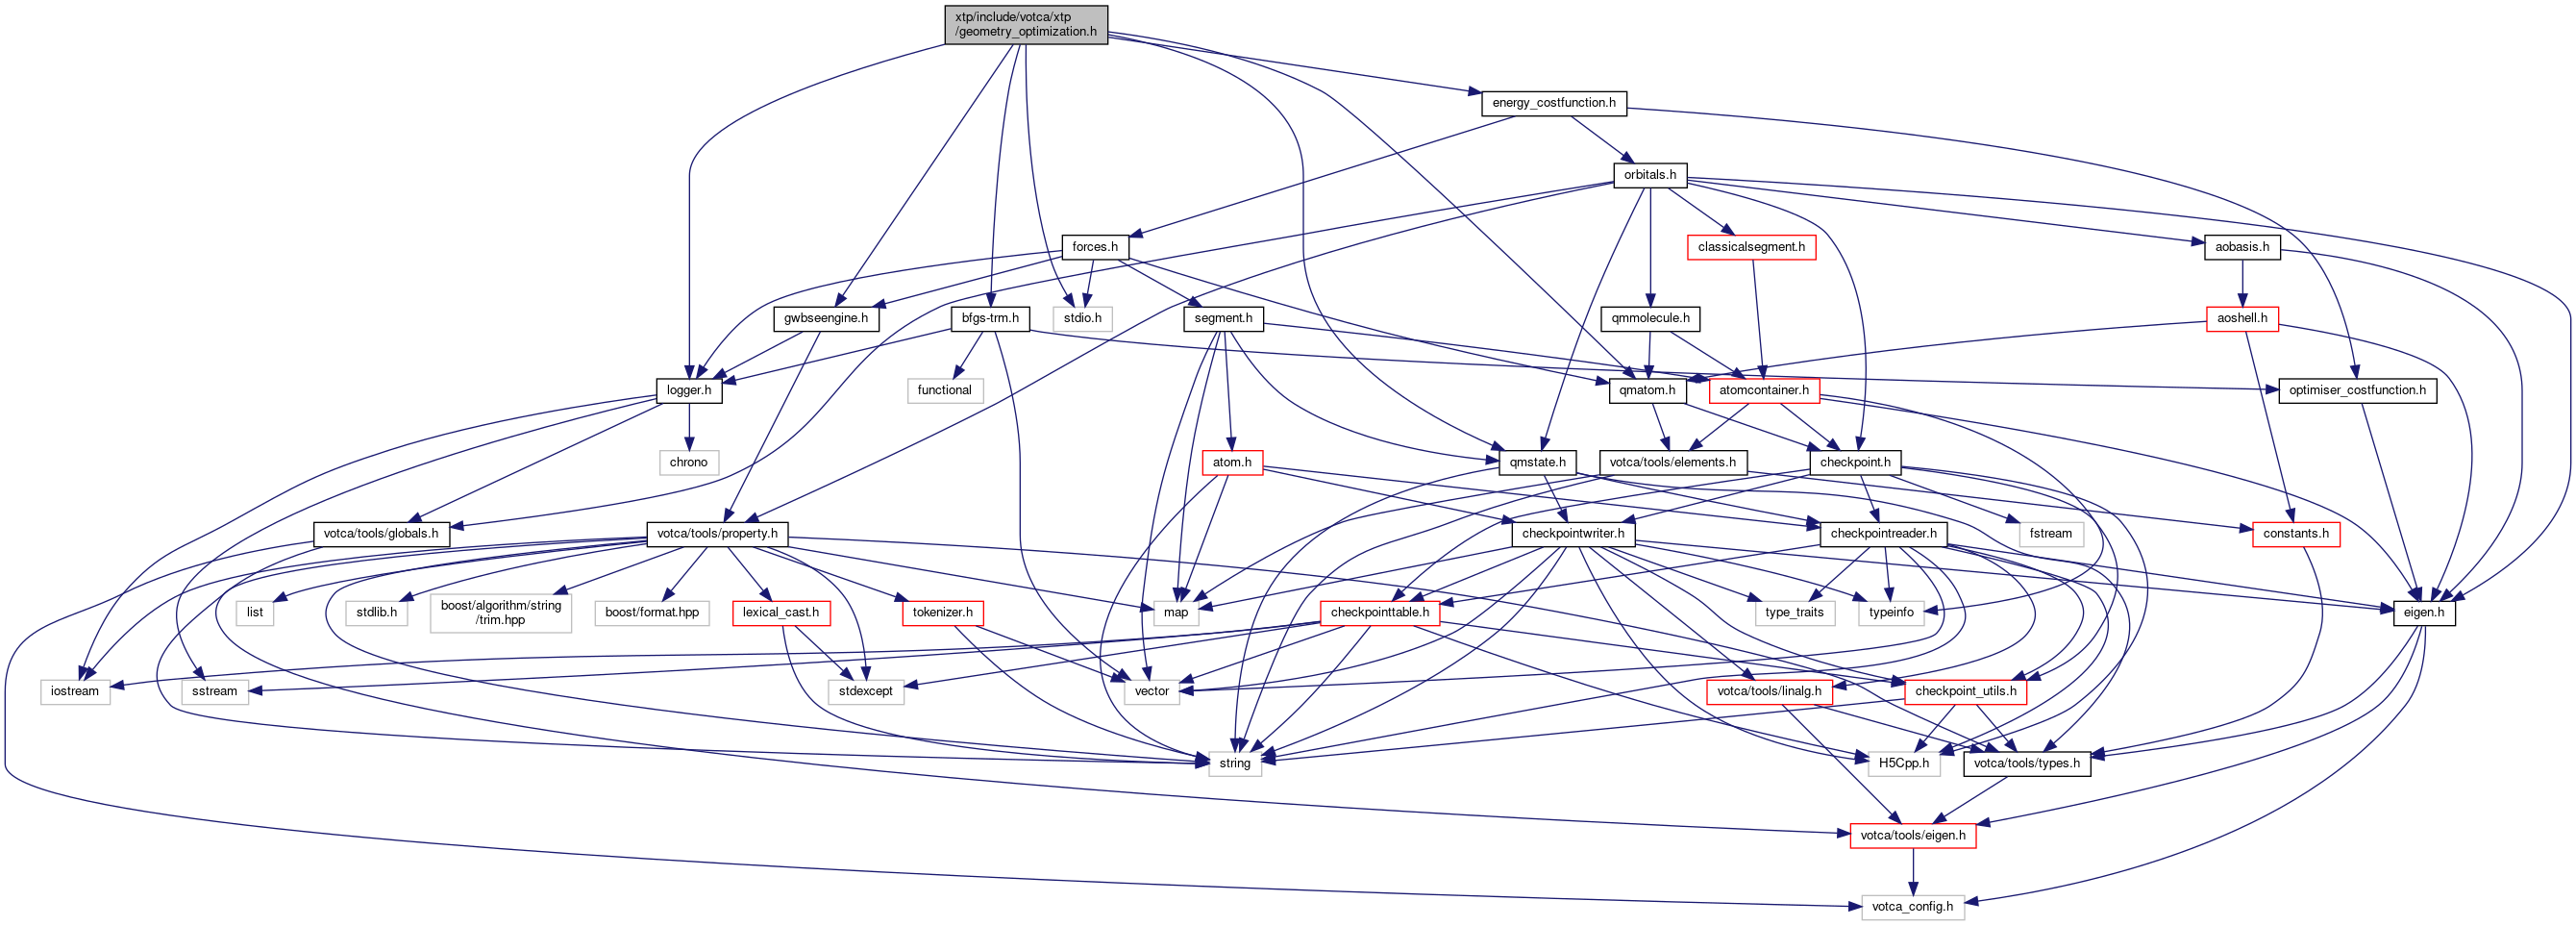 xtp/include/votca/xtp
/geometry_optimization.h
energy_costfunction.h
orbitals.h
forces.h
classicalsegment.h
aobasis.h
gwbseengine.h
bfgs-trm.h
stdio.h
segment.h
qmmolecule.h
aoshell.h
logger.h
functional
qmatom.h
atomcontainer.h
optimiser_costfunction.h
chrono
atom.h
qmstate.h
votca/tools/elements.h
checkpoint.h
votca/tools/globals.h
votca/tools/property.h
checkpointwriter.h
checkpointreader.h
fstream
constants.h
list
stdlib.h
boost/algorithm/string
/trim.hpp
boost/format.hpp
lexical_cast.h
tokenizer.h
map
checkpointtable.h
type_traits
typeinfo
eigen.h
iostream
sstream
stdexcept
vector
votca/tools/linalg.h
checkpoint_utils.h
string
H5Cpp.h
votca/tools/types.h
votca/tools/eigen.h
votca_config.h